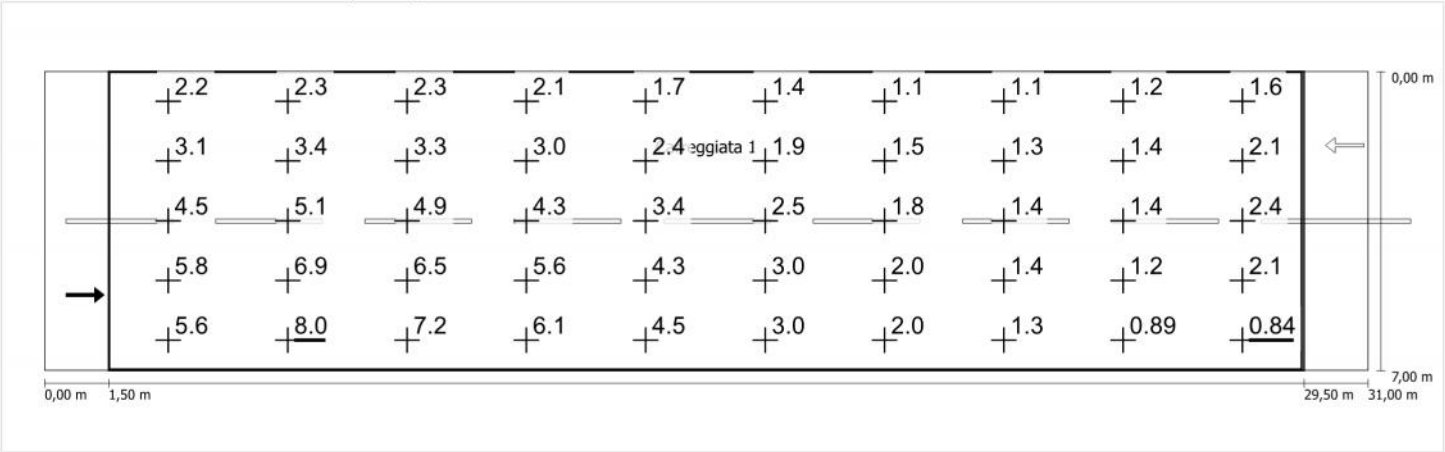 2.2 2.3 2.3 2.1 1.7 1.4 1.1 1.1 1.2 1.6
0,00 m
3.1 3.4 3.3 3.0 2.4 eggiata 1 1.9 1.5 1.3 1.4 2.1
4.5 5.1 4.9 4.3 3.4 2.5 1.8 1.4 1.4 2.4
5.8 6.9 6.5 5.6 4.3 3.0 2.0 1.4 1.2 2.1
5.6 8.0 7.2 6.1 4.5 3.0 2.0 1.3 0.89 0.84
7,00 m
0,00 m 1,50 m 29,50 m 31,00 m